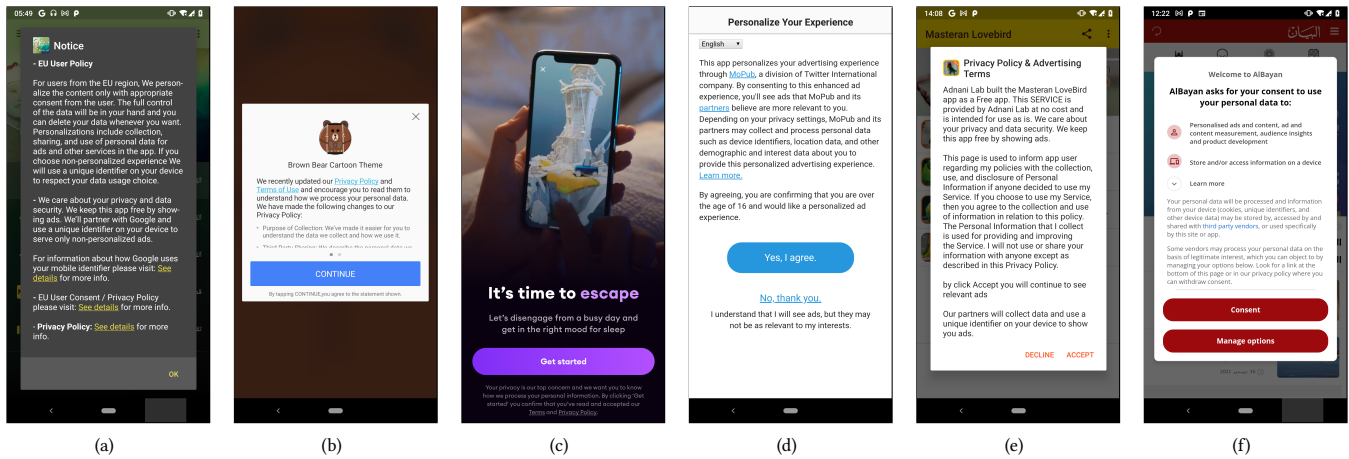 05:49 G P
Notice
- EU User Policy
For users from the EU region, We person-
alize the content only with appropriate
consent from the user. The full control
of the data will be in your hand and you
can delete your data whenever you want.
Personalizations include collection,
sharing, and use of personal data for
ads and other services in the app. If you
choose non-personalized experience We
will use a unique identifier on your device
to respect your data usage choice.
- We care about your privacy and data
security. We keep this app free by show-
ing ads. We'll partner with Google and
use a unique identifier on your device to
serve only non-personalized ads.
For information about how Google uses
your mobile identifier please visit: See
details for more info.
- EU User Consent / Privacy Policy
please visit: See details for more info.
- Privacy Policy: See details for more
info.
OK
(a)
Brown Bear Cartoon Theme
We recently updated our Privacy Policy and
Terms of Use and encourage you to read them to
understand how we process your personal data.
We have made the following changes to our
Privacy Policy:
• Purpose of Collection: We've made it easier for you to
understand the data we collect and how we use it.
CONTINUE
By tapping CONTINUE,you agree to the statement shown.
(b)
It's time to escape
Let's disengage from a busy day and
get in the right mood for sleep
Get started
Your privacy is our top concern and we want you to know
how we process your personal information. By clicking 'Get
started' you confirm that you've read and accepted our
Terms and Privacy Policy.
(c)
Personalize Your Experience
English
This app personalizes your advertising experience
through MoPub, a division of Twitter International
company. By consenting to this enhanced ad
experience, you'll see ads that MoPub and its
partners believe are more relevant to you.
Depending on your privacy settings, MoPub and its
partners may collect and process personal data
such as device identifiers, location data, and other
demographic and interest data about you to
provide this personalized advertising experience.
Learn more.
By agreeing, you are confirming that you are over
the age of 16 and would like a personalized ad
experience.
Yes, I agree.
No, thank you.
I understand that I will see ads, but they may
not be as relevant to my interests.
(d)
14:08 G P
Masteran Lovebird
Privacy Policy & Advertising
Terms
Adnani Lab built the Masteran LoveBird
app as a Free app. This SERVICE is
provided by Adnani Lab at no cost and
is intended for use as is. We care about
your privacy and data security. We keep
this app free by showing ads.
This page is used to inform app user
regarding my policies with the collection,
use, and disclosure of Personal
Information if anyone decided to use my
Service. If you choose to use my Service,
then you agree to the collection and use
of information in relation to this policy.
The Personal Information that I collect
is used for providing and improving
the Service. I will not use or share your
information with anyone except as
described in this Privacy Policy.
by click Accept you will continue to see
relevant ads
Our partners will collect data and use a
unique identifier on your device to show
you ads.
DECLINE ACCEPT
(e)
12:22 P
البيان
Welcome to AlBayan
AlBayan asks for your consent to use
your personal data to:
Personalised ads and content, ad and
content measurement, audience insights
and product development
Store and/or access information on a device
Learn more
Your personal data will be processed and information
from your device (cookies, unique identifiers, and
other device data) may be stored by, accessed by and
shared with third party vendors, or used specifically
by this site or app.
Some vendors may process your personal data on the
basis of legitimate interest, which you can object to by
managing your options below. Look for a link at the
bottom of this page or in our privacy policy where you
can withdraw consent.
Consent
Manage options
(f)